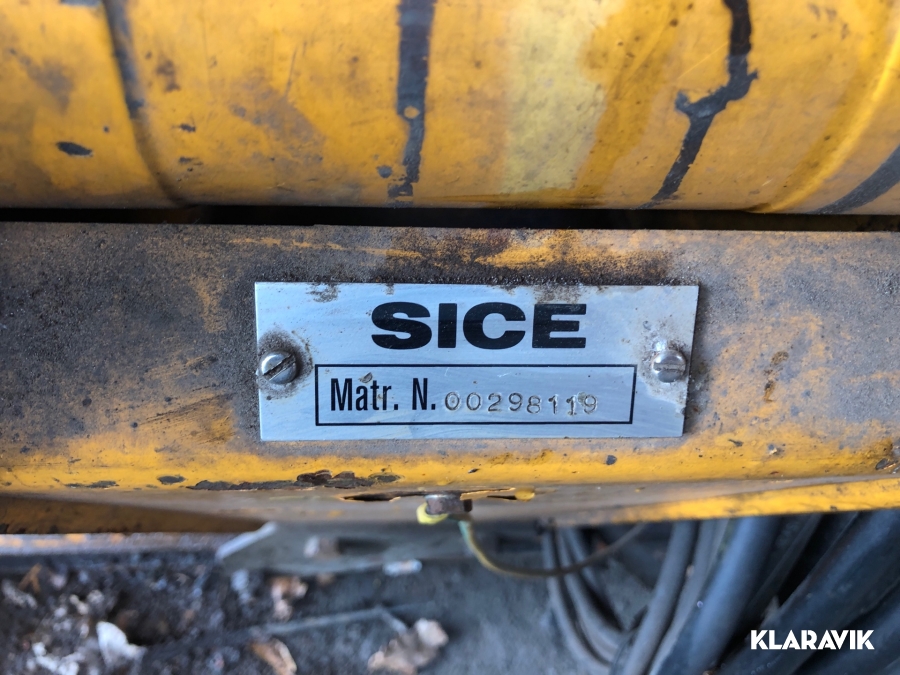 SICE
Matr. N. 00298119
KLARAVIK